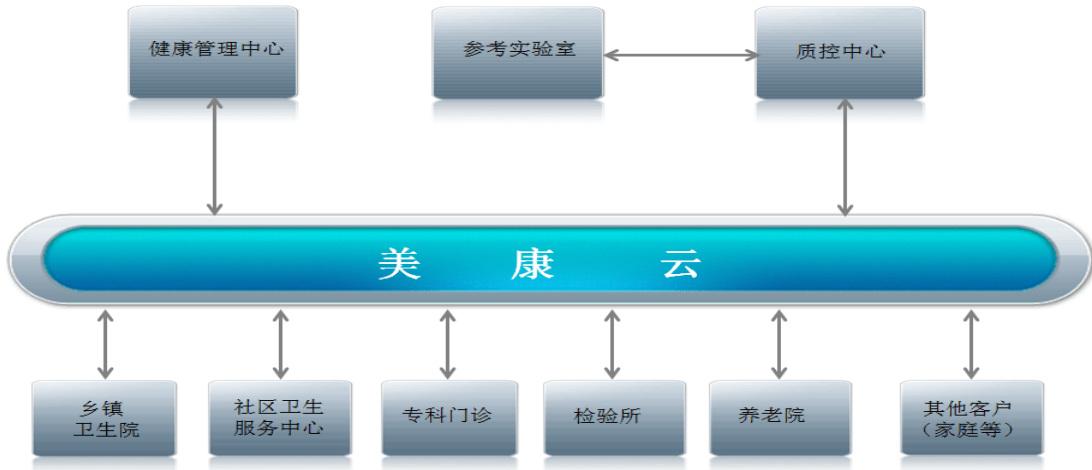 健康管理中心
参考实验室
质控中心
美康云
乡镇
卫生院
社区卫生
服务中心
专科门诊
检验所
养老院
其他客户
（家庭等）